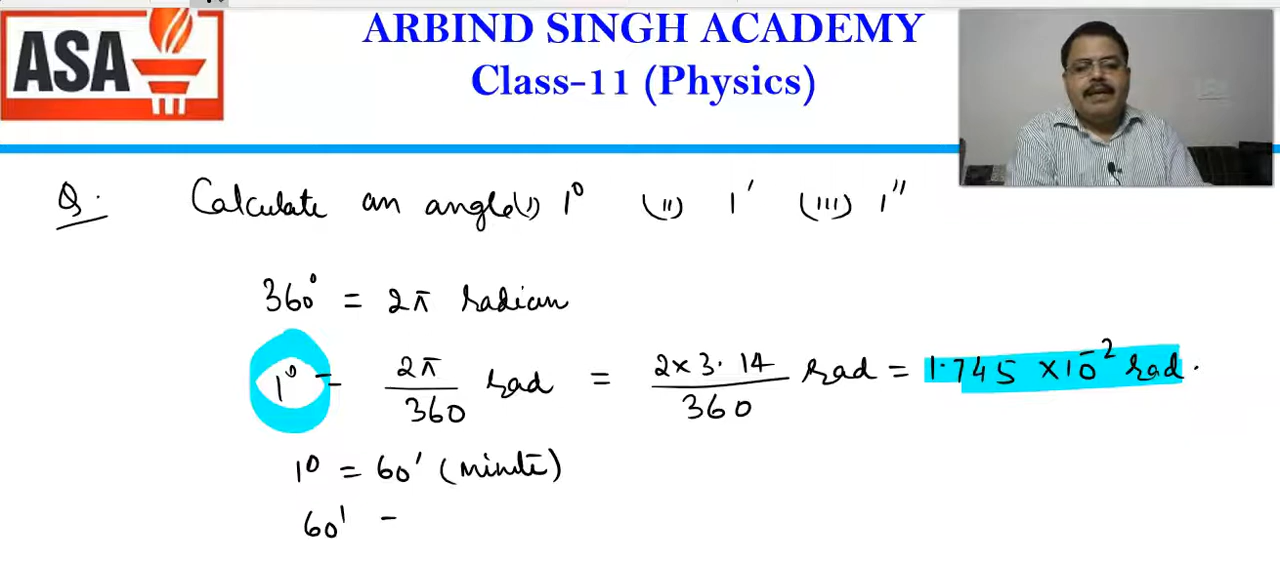 ASA
ARBIND SINGH ACADEMY
Class-11 (Physics)
Q. Calculate an angle (i) 1° (ii) 1′ (iii) 1″
360° = 2π radian
1° = 2π/360 rad = 2×3.14/360 rad = 1.745 ×10⁻² rad.
1° = 60′ (minute)
60′ =